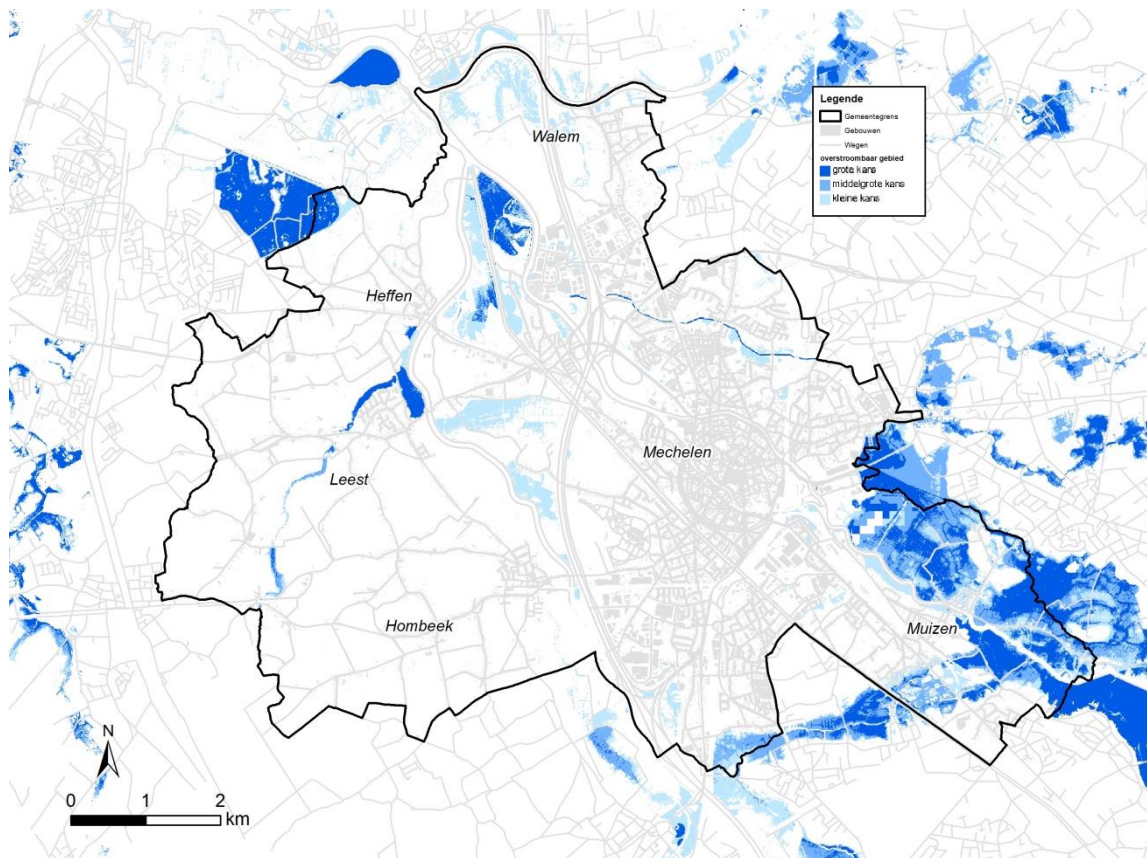 Walem
Legende
Gemeentegrens
Gebouwen
Wegen
overstroombaar gebied
grote kans
middelgrote kans
kleine kans
Heffen
Mechelen
Leest
Hombeek
Muizen
N
0 1 2
km